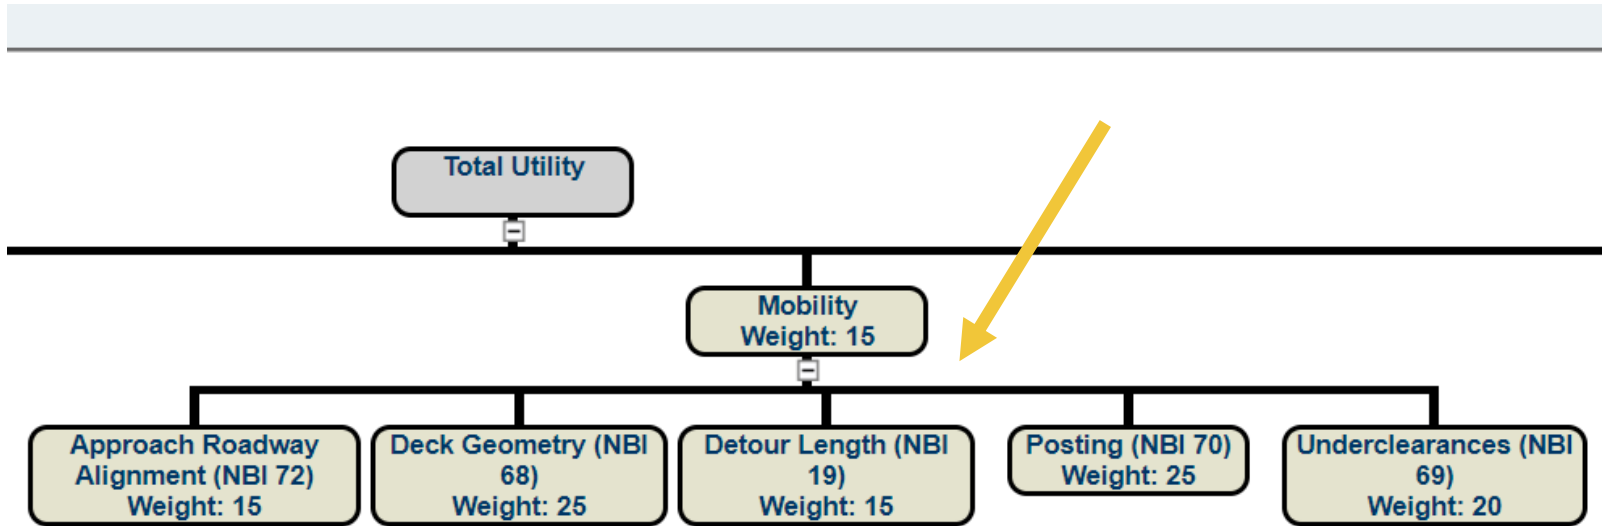 Total Utility
Mobility
Weight: 15
Approach Roadway
Alignment (NBI 72)
Weight: 15
Deck Geometry (NBI
68)
Weight: 25
Detour Length (NBI
19)
Weight: 15
Posting (NBI 70)
Weight: 25
Underclearances (NBI
69)
Weight: 20